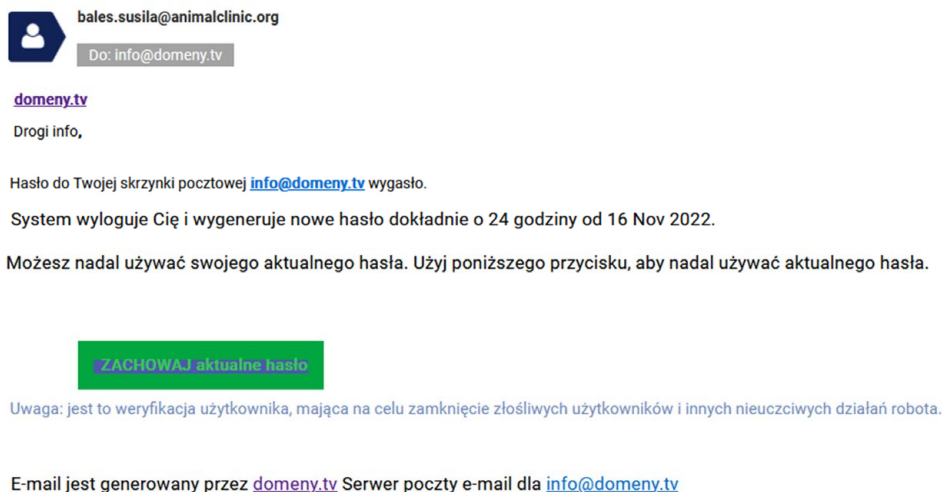 bales.susila@animalclinic.org
Do: info@domeny.tv
domeny.tv
Drogi info,
Hasło do Twojej skrzynki pocztowej info@domeny.tv wygasło.
System wyloguje Cię i wygeneruje nowe hasło dokładnie o 24 godziny od 16 Nov 2022.
Możesz nadal używać swojego aktualnego hasła. Użyj poniższego przycisku, aby nadal używać aktualnego hasła.
ZACHOWAJ aktualne hasło
Uwaga: jest to weryfikacja użytkownika, mająca na celu zamknięcie złośliwych użytkowników i innych nieuczciwych działań robota.
E-mail jest generowany przez domeny.tv Serwer poczty e-mail dla info@domeny.tv